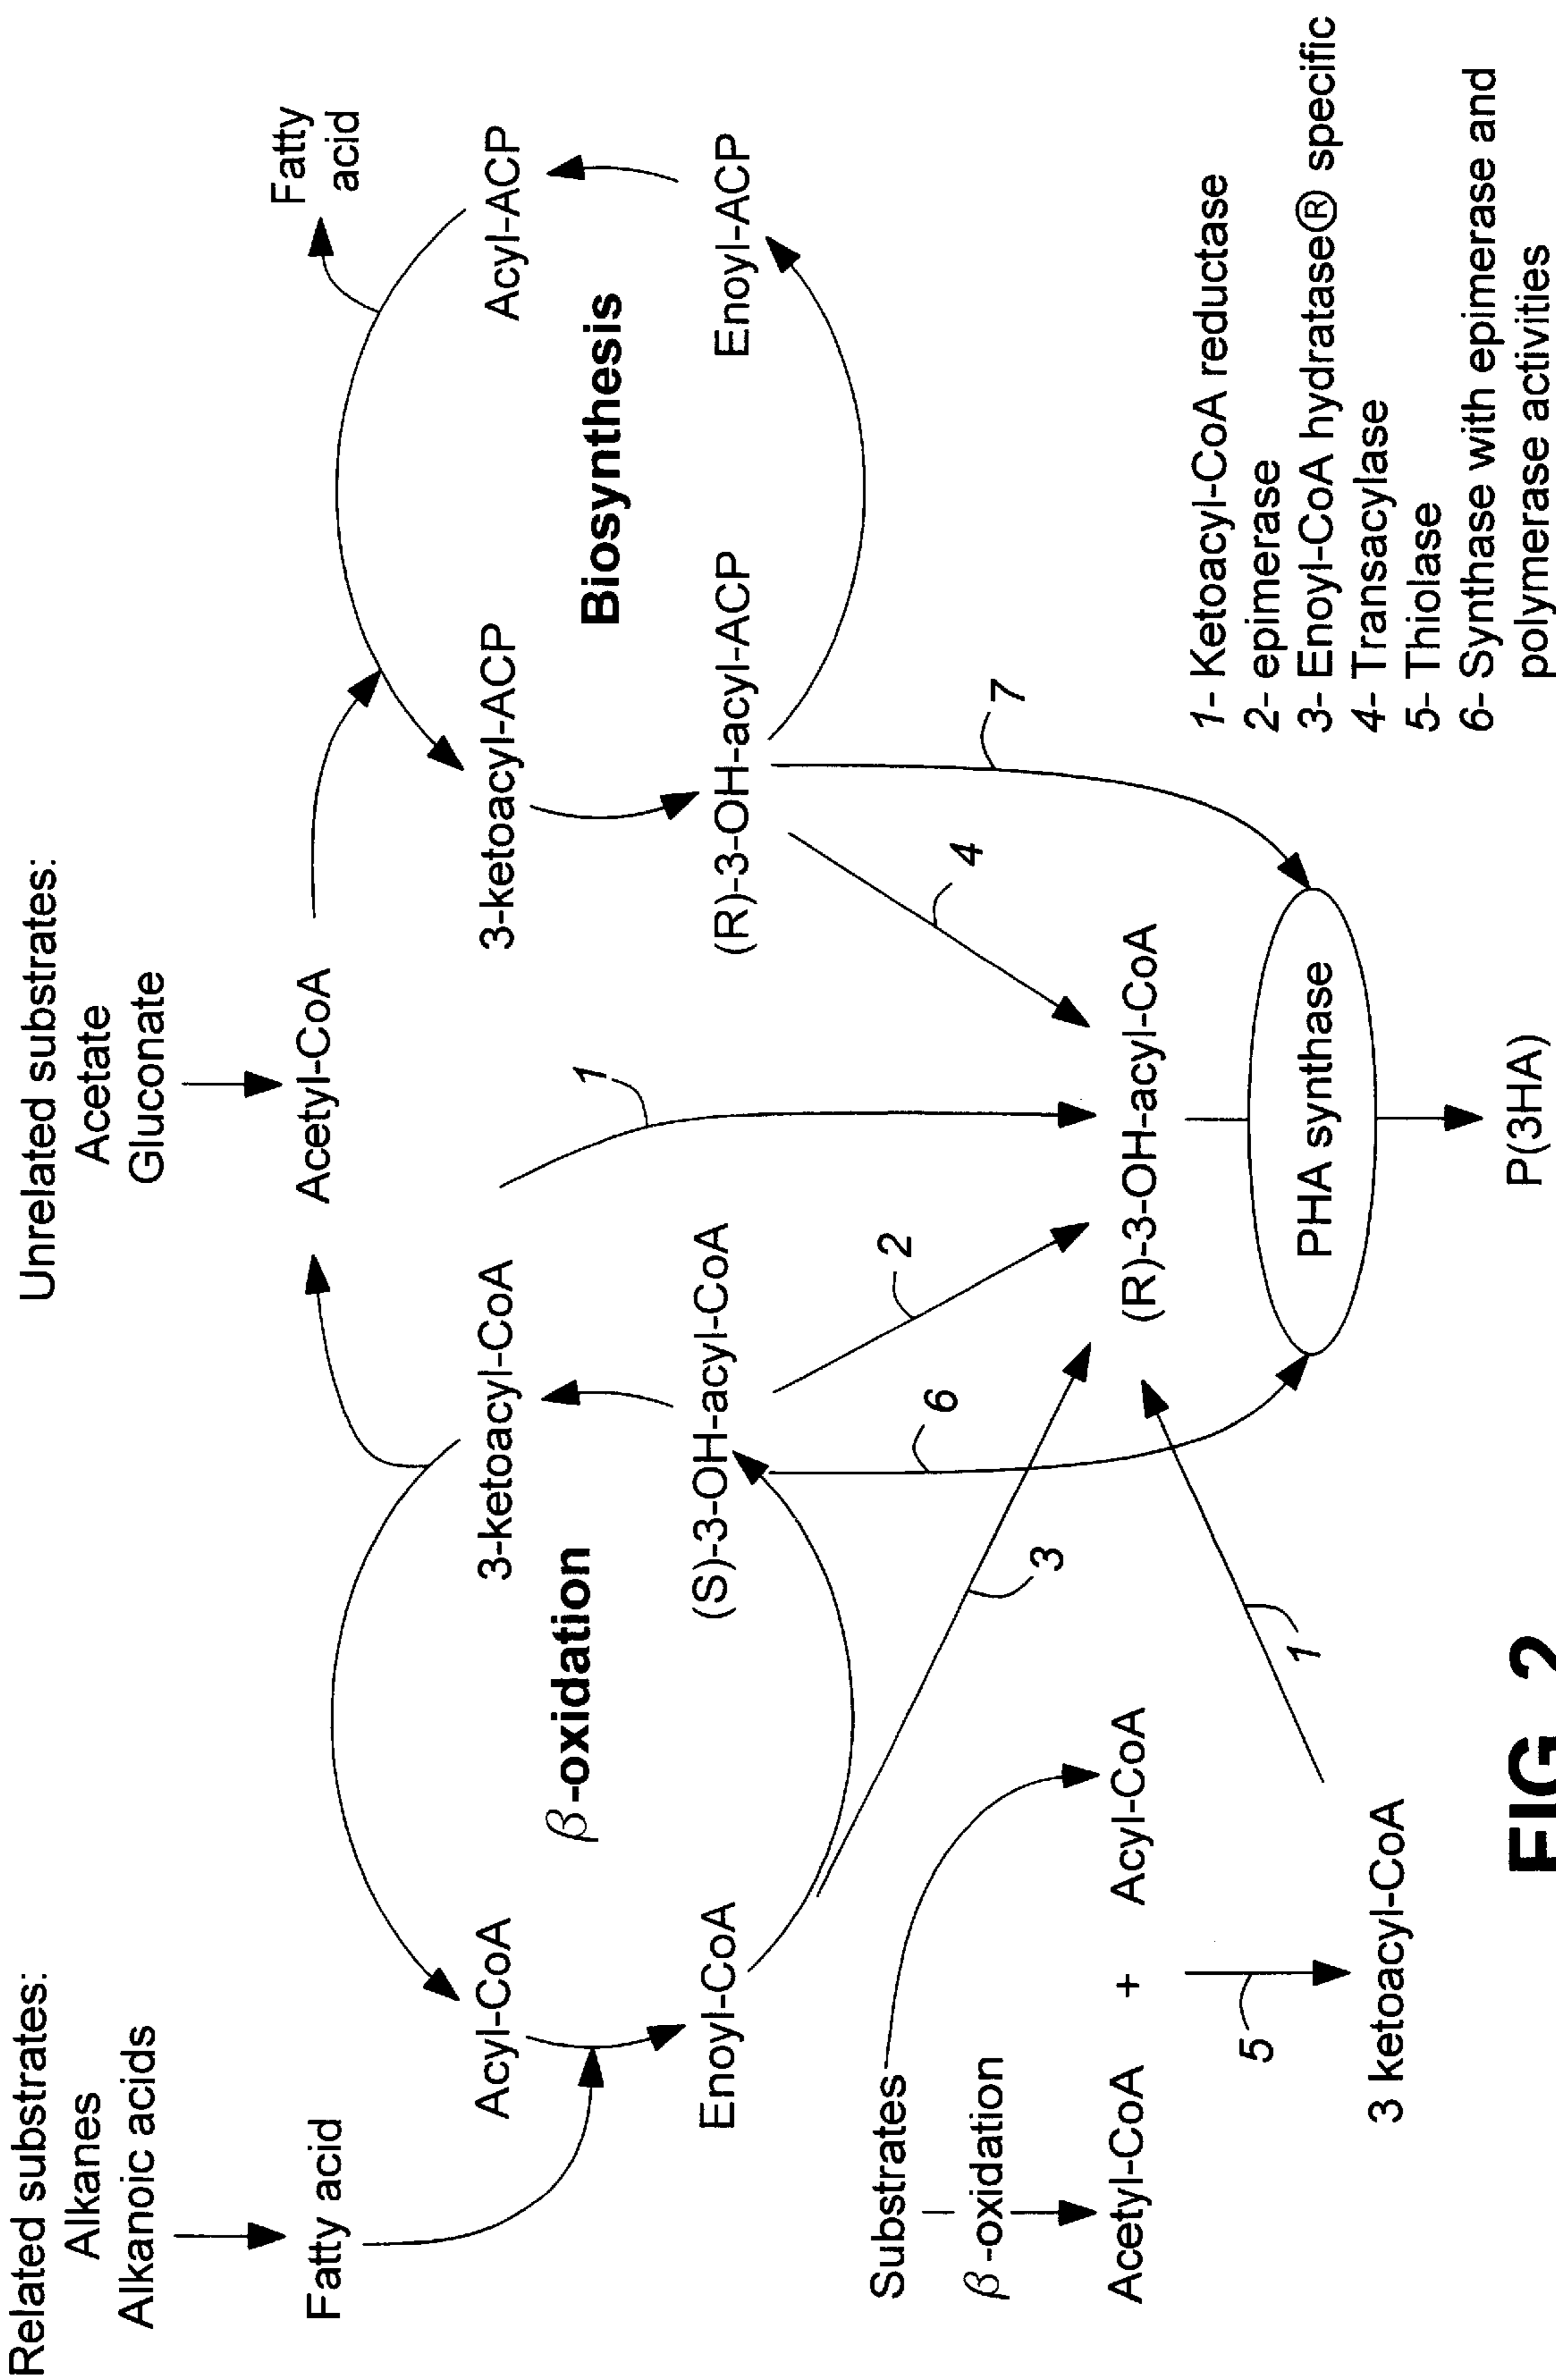 Related substrates:
Alkanes
Alkanoic acids
Fatty acid
Unrelated substrates:
Acetate
Gluconate
Acetyl-CoA
Fatty
acid
Acyl-CoA
3-ketoacyl-CoA
3-ketoacyl-ACP
Acyl-ACP
β-oxidation
Biosynthesis
Enoyl-CoA
(S)-3-OH-acyl-CoA
(R)-3-OH-acyl-ACP
Enoyl-ACP
1
2
3
4
6
7
Substrates
β-oxidation
Acetyl-CoA + Acyl-CoA
5
3 ketoacyl-CoA
1
(R)-3-OH-acyl-CoA
PHA synthase
P(3HA)
1- Ketoacyl-CoA reductase
2- epimerase
3- Enoyl-CoA hydratase® specific
4- Transacylase
5- Thiolase
6- Synthase with epimerase and
polymerase activities
FIG_2